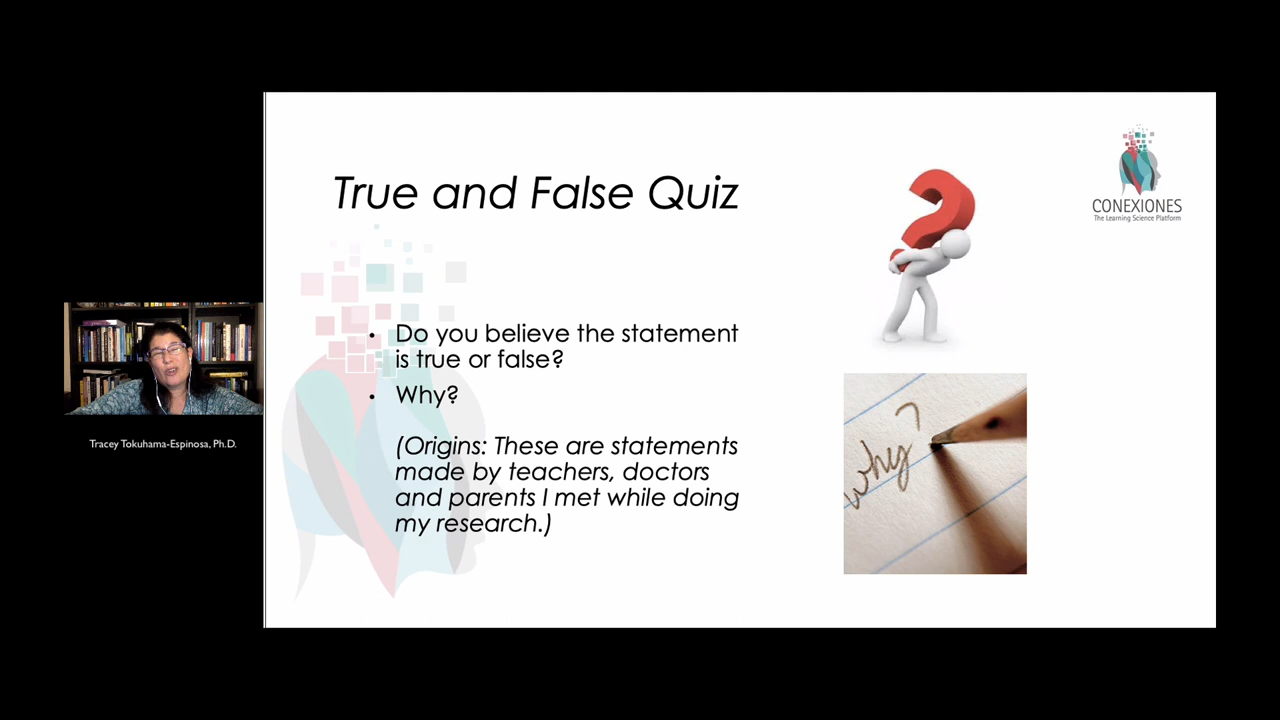 True and False Quiz
CONEXIONES
The Learning Science Platform
• Do you believe the statement
is true or false?
• Why?
(Origins: These are statements
made by teachers, doctors
and parents I met while doing
my research.)
why?
Tracey Tokuhama-Espinosa, Ph.D.